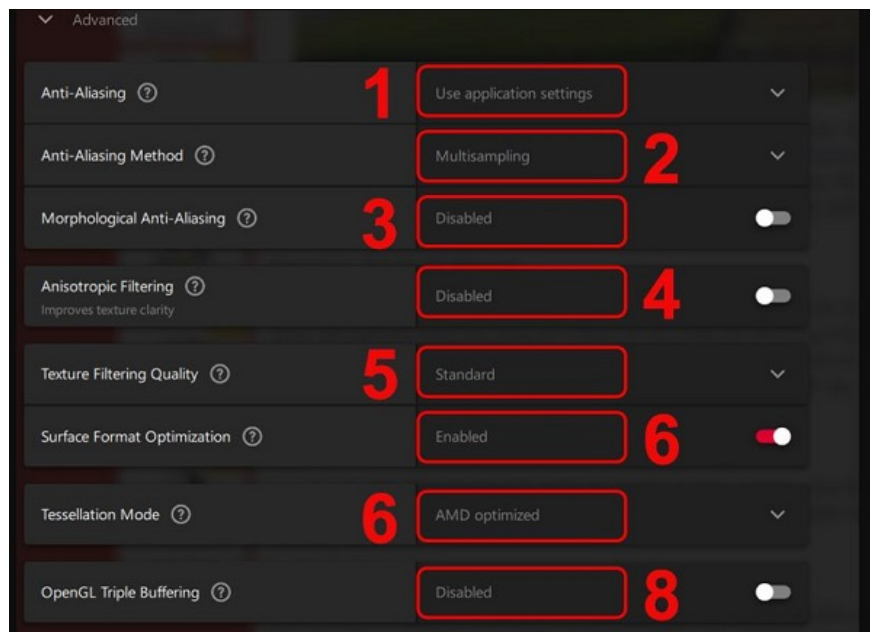 Advanced
Anti-Aliasing ? 1 Use application settings
Anti-Aliasing Method ? Multisampling 2
Morphological Anti-Aliasing ? 3 Disabled
Anisotropic Filtering ? Disabled 4
Improves texture clarity
Texture Filtering Quality ? 5 Standard
Surface Format Optimization ? Enabled 6
Tessellation Mode ? 6 AMD optimized
OpenGL Triple Buffering ? Disabled 8